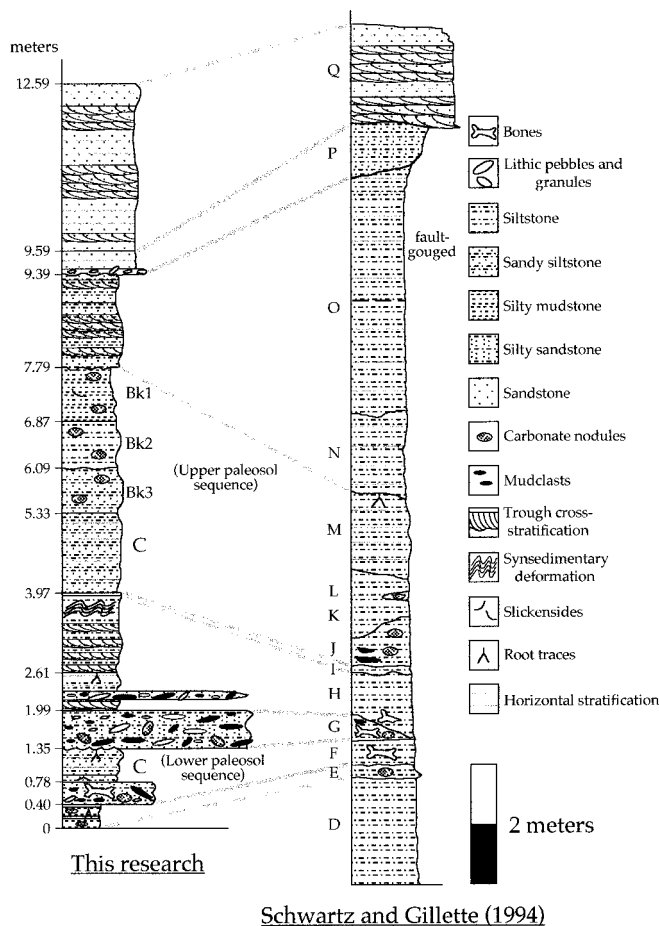 meters
12.59
9.59
9.39
7.79
6.87
6.09
5.33
3.97
2.61
1.99
1.35
0.78
0.40
0
Bk1
Bk2
Bk3
(Upper paleosol
sequence)
C
C
(Lower paleosol
sequence)
This research
Q
P
fault-
gouged
O
N
M
L
K
J
I
H
G
F
E
D
Schwartz and Gillette (1994)
Bones
Lithic pebbles and
granules
Siltstone
Sandy siltstone
Silty mudstone
Silty sandstone
Sandstone
Carbonate nodules
Mudclasts
Trough cross-
stratification
Synsedimentary
deformation
Slickensides
Root traces
Horizontal stratification
2 meters